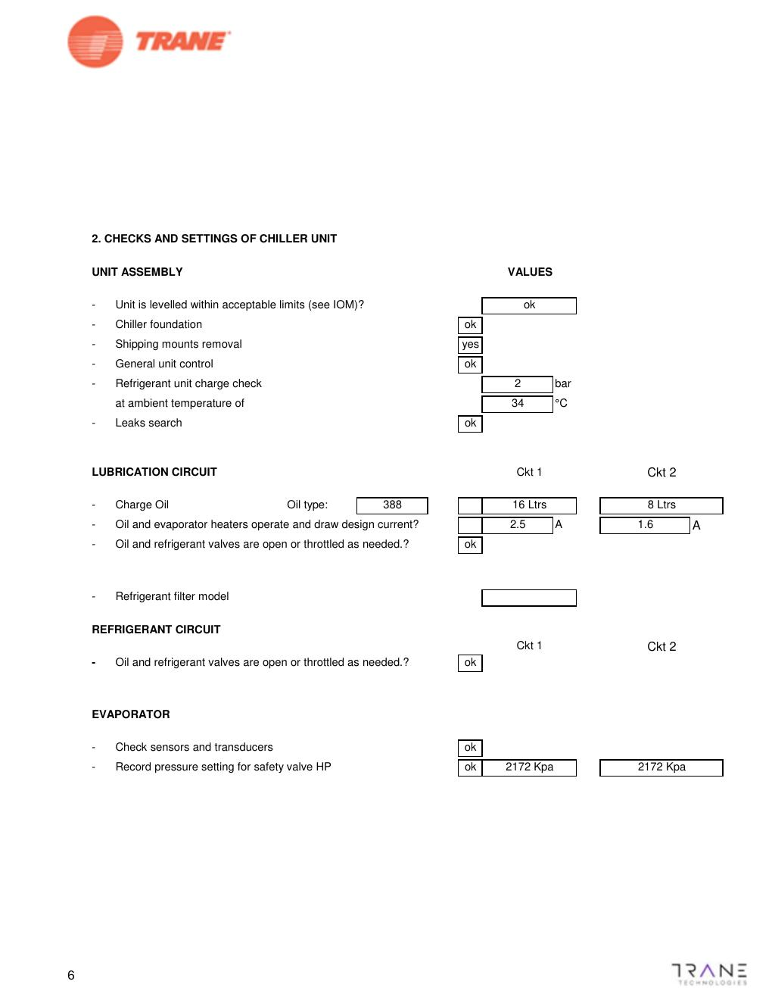 TRANE
2. CHECKS AND SETTINGS OF CHILLER UNIT
UNIT ASSEMBLY VALUES
- Unit is levelled within acceptable limits (see IOM)? ok
- Chiller foundation ok
- Shipping mounts removal yes
- General unit control ok
- Refrigerant unit charge check 2 bar
at ambient temperature of 34 °C
- Leaks search ok
LUBRICATION CIRCUIT Ckt 1 Ckt 2
- Charge Oil Oil type: 388 16 Ltrs 8 Ltrs
- Oil and evaporator heaters operate and draw design current? 2.5 A 1.6 A
- Oil and refrigerant valves are open or throttled as needed.? ok
- Refrigerant filter model
REFRIGERANT CIRCUIT
Ckt 1 Ckt 2
- Oil and refrigerant valves are open or throttled as needed.? ok
EVAPORATOR
- Check sensors and transducers ok
- Record pressure setting for safety valve HP ok 2172 Kpa 2172 Kpa
6
TRANE
TECHNOLOGIES